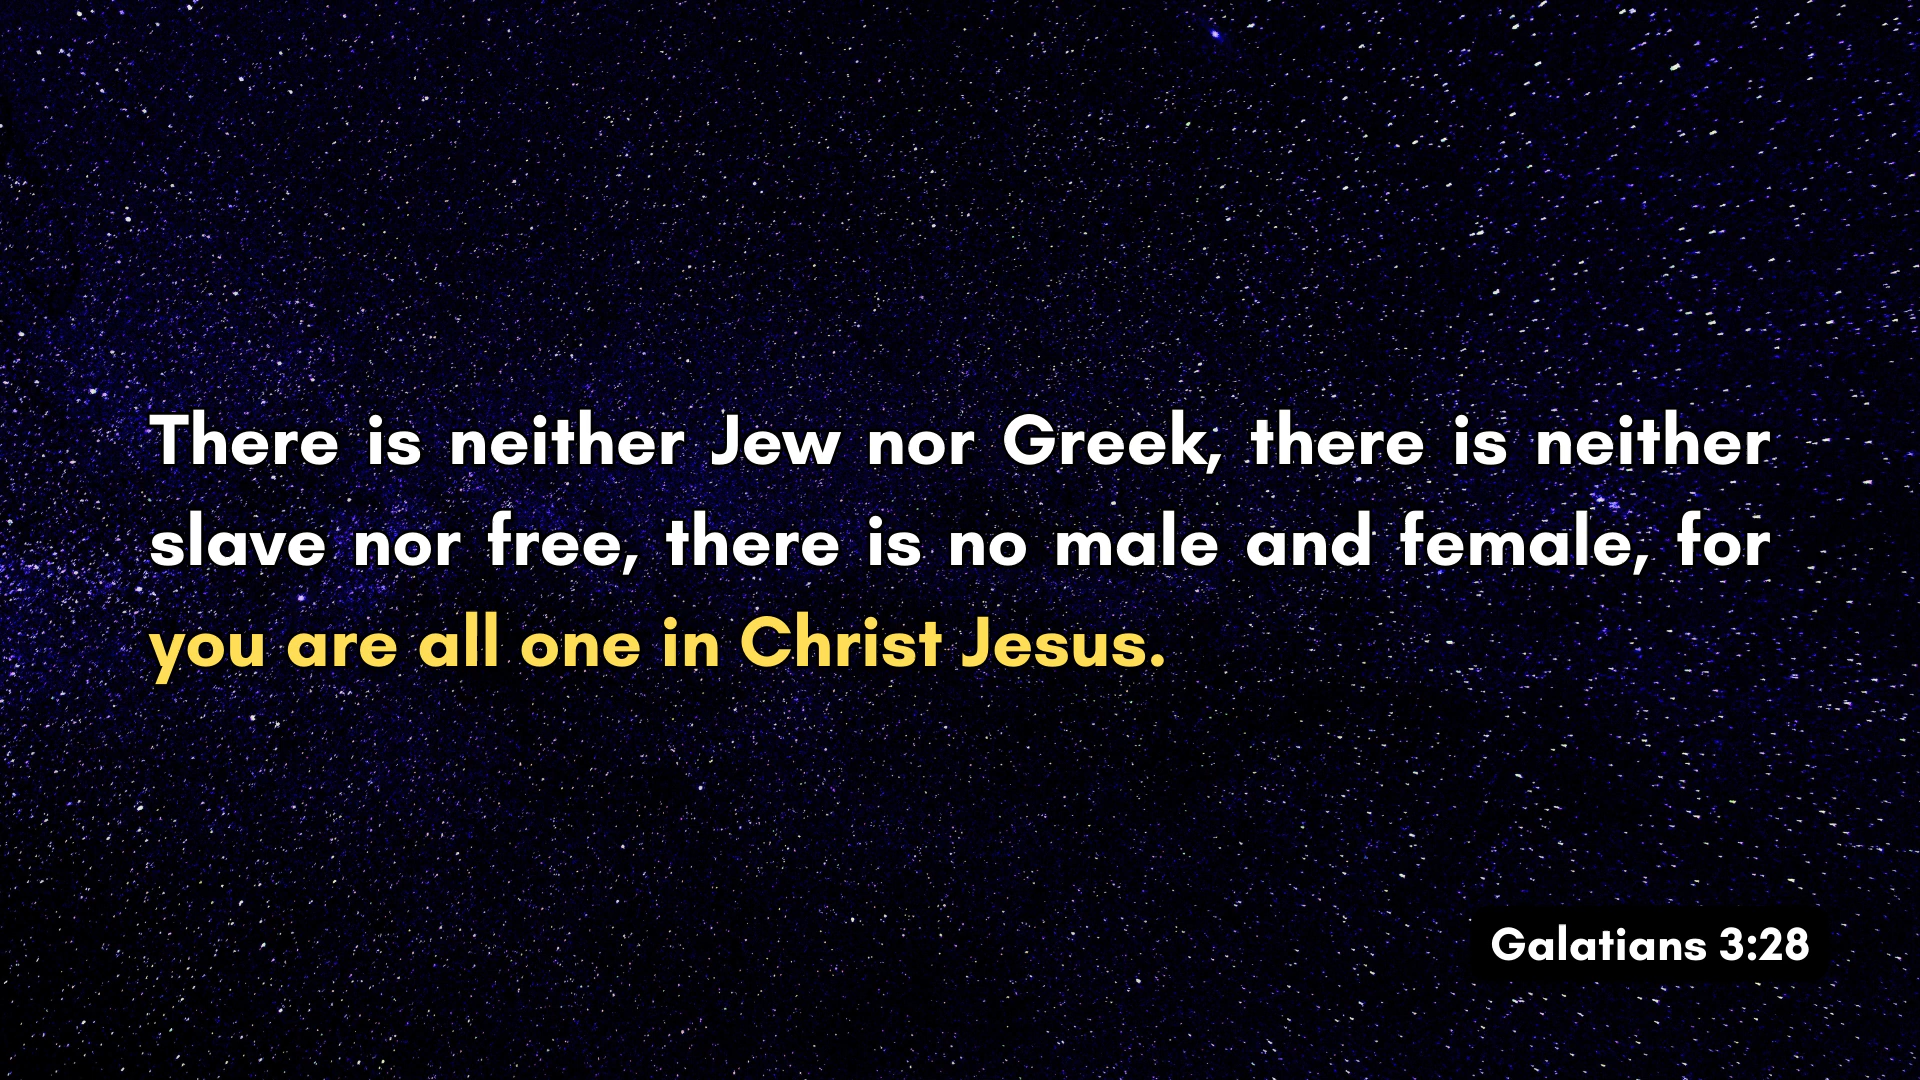 There is neither Jew nor Greek, there is neither
slave nor free, there is no male and female, for
you are all one in Christ Jesus.
Galatians 3:28